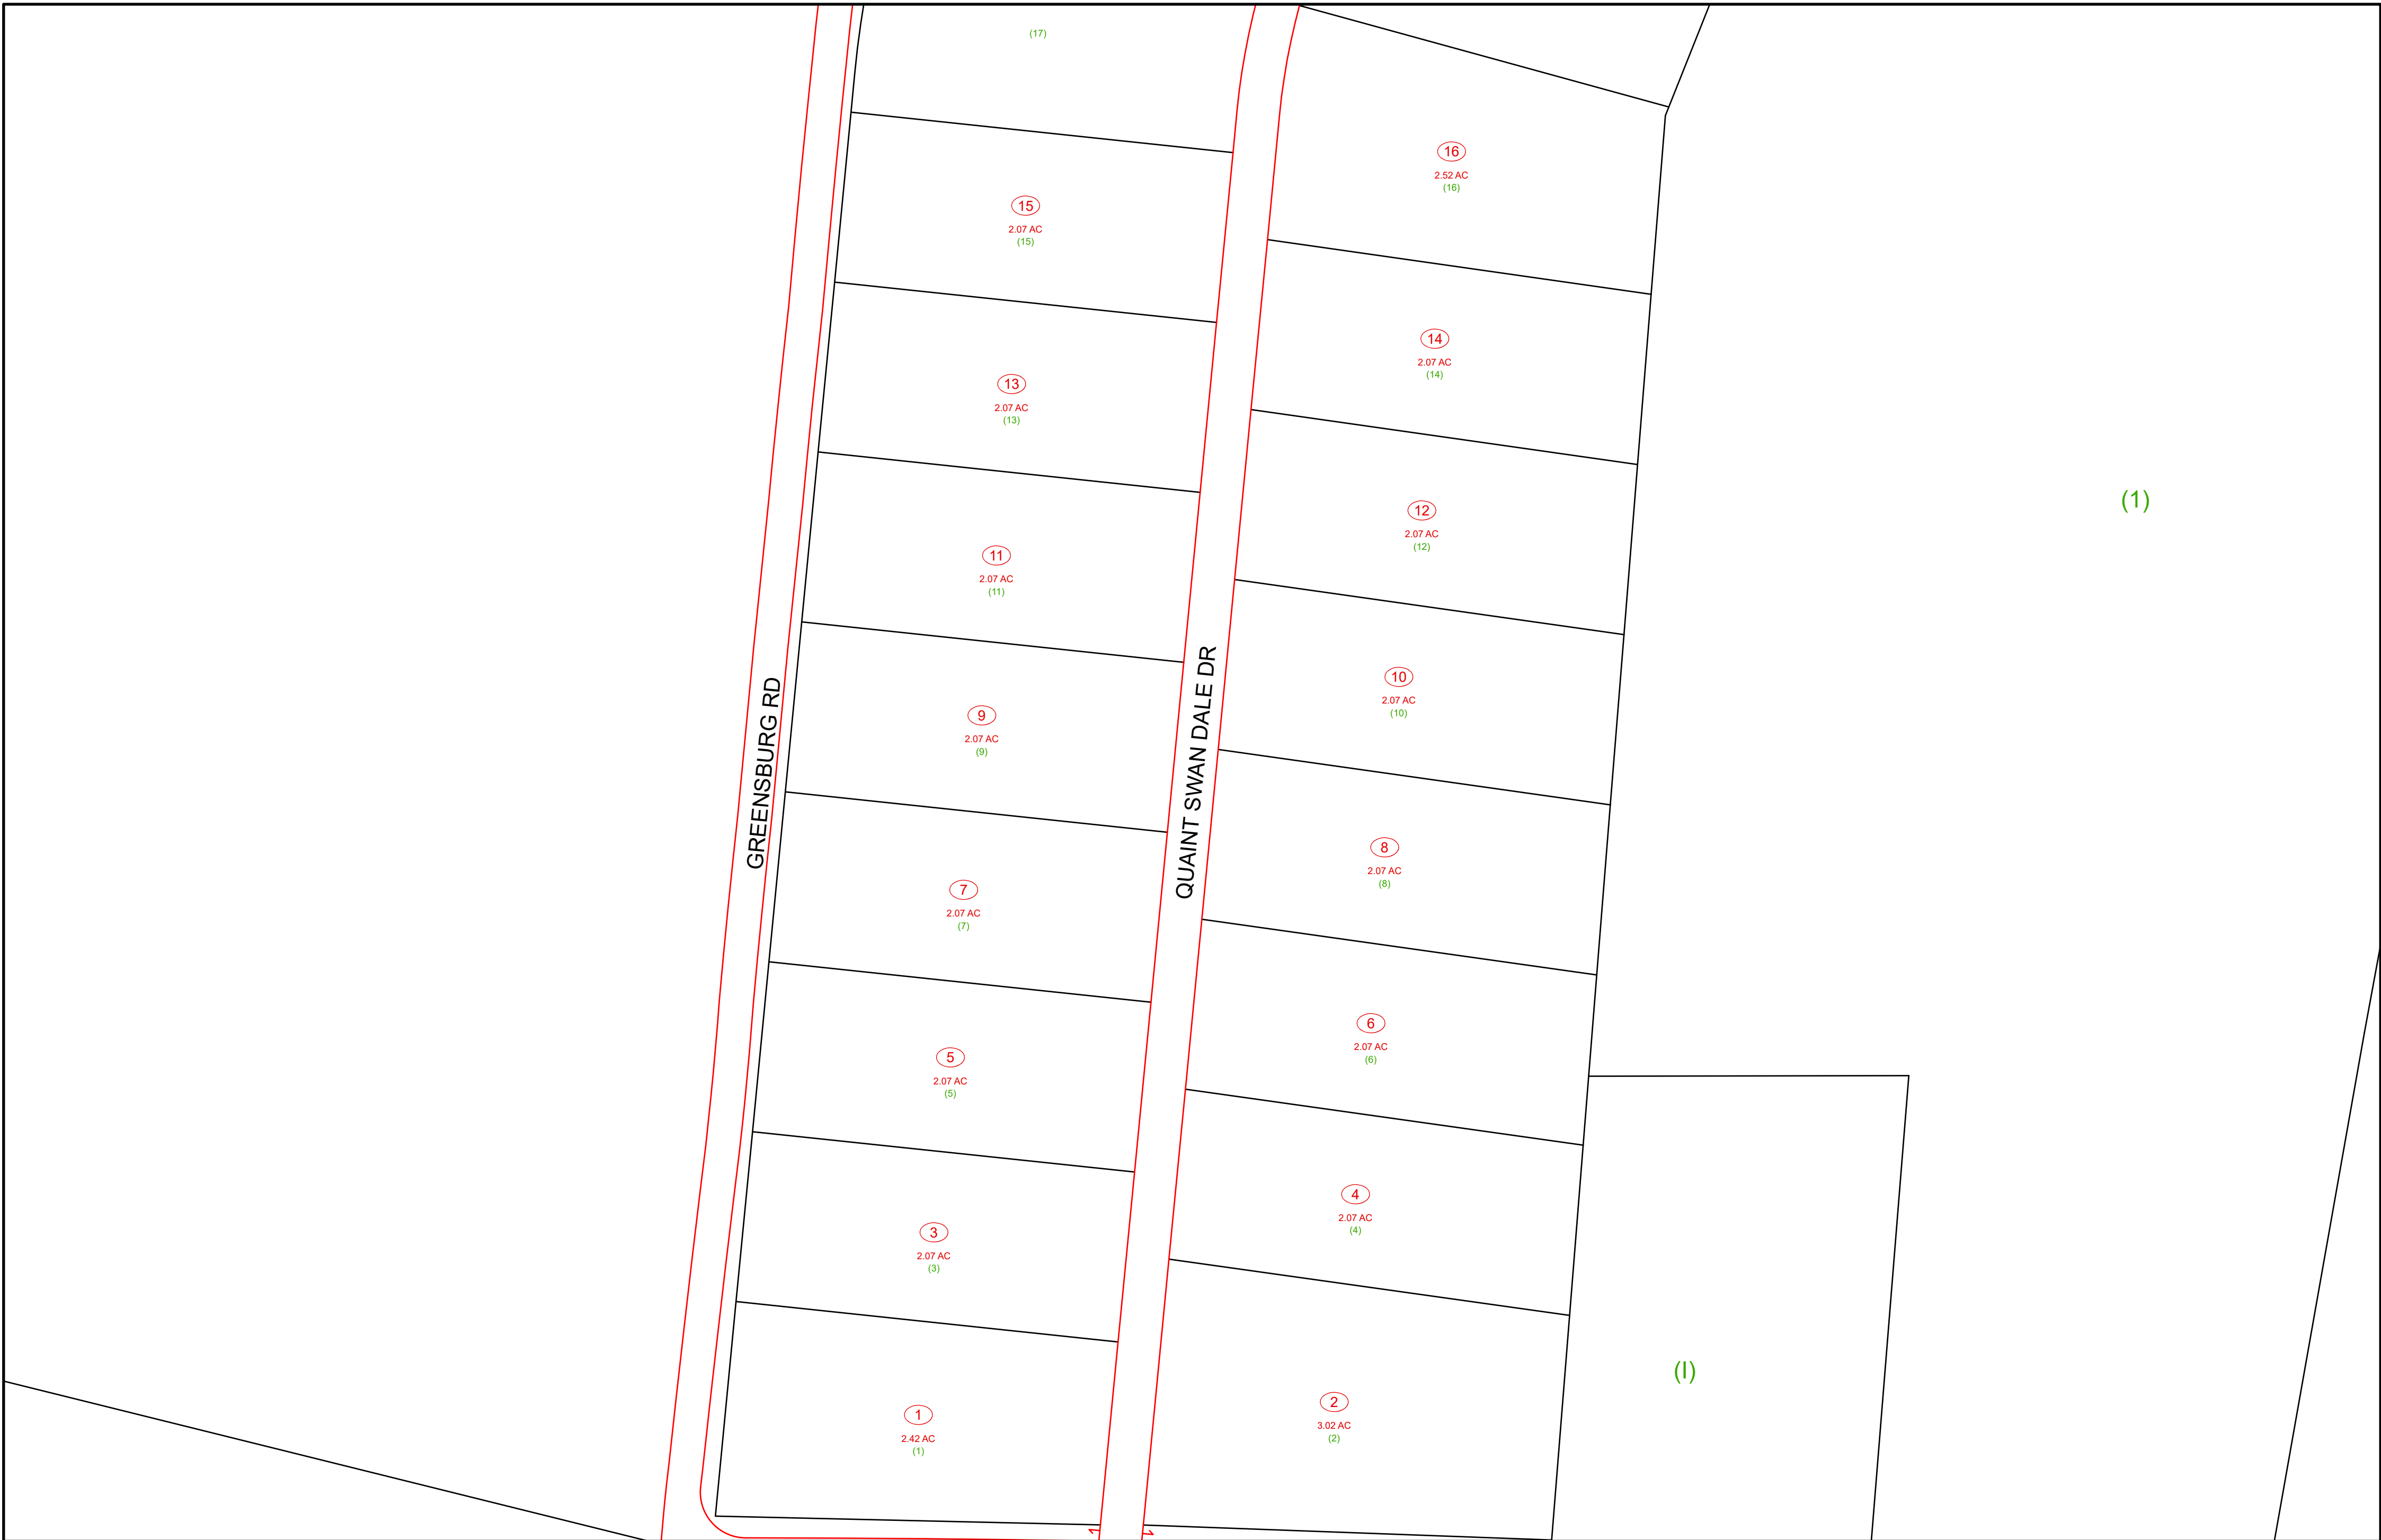 (17)
16
2.52 AC
(16)
15
2.07 AC
(15)
14
2.07 AC
(14)
13
2.07 AC
(13)
(1)
12
2.07 AC
(12)
11
2.07 AC
(11)
10
2.07 AC
(10)
GREENSBURG RD
QUAINT SWAN DALE DR
9
2.07 AC
(9)
8
2.07 AC
(8)
7
2.07 AC
(7)
6
2.07 AC
(6)
5
2.07 AC
(5)
4
2.07 AC
(4)
3
2.07 AC
(3)
(I)
2
3.02 AC
(2)
1
2.42 AC
(1)